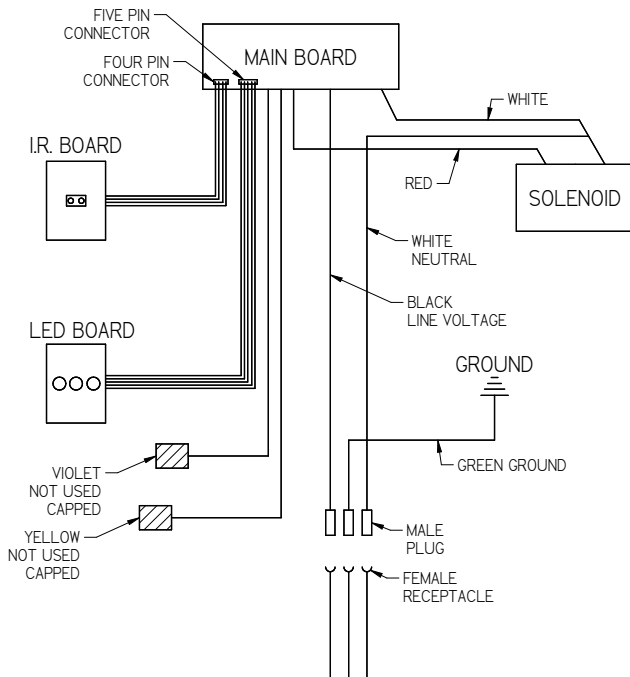 FIVE PIN
CONNECTOR
MAIN BOARD
FOUR PIN
CONNECTOR
WHITE
I.R. BOARD
RED
SOLENOID
WHITE
NEUTRAL
BLACK
LINE VOLTAGE
LED BOARD
GROUND
VIOLET
NOT USED
CAPPED
GREEN GROUND
YELLOW
NOT USED
CAPPED
MALE
PLUG
FEMALE
RECEPTACLE